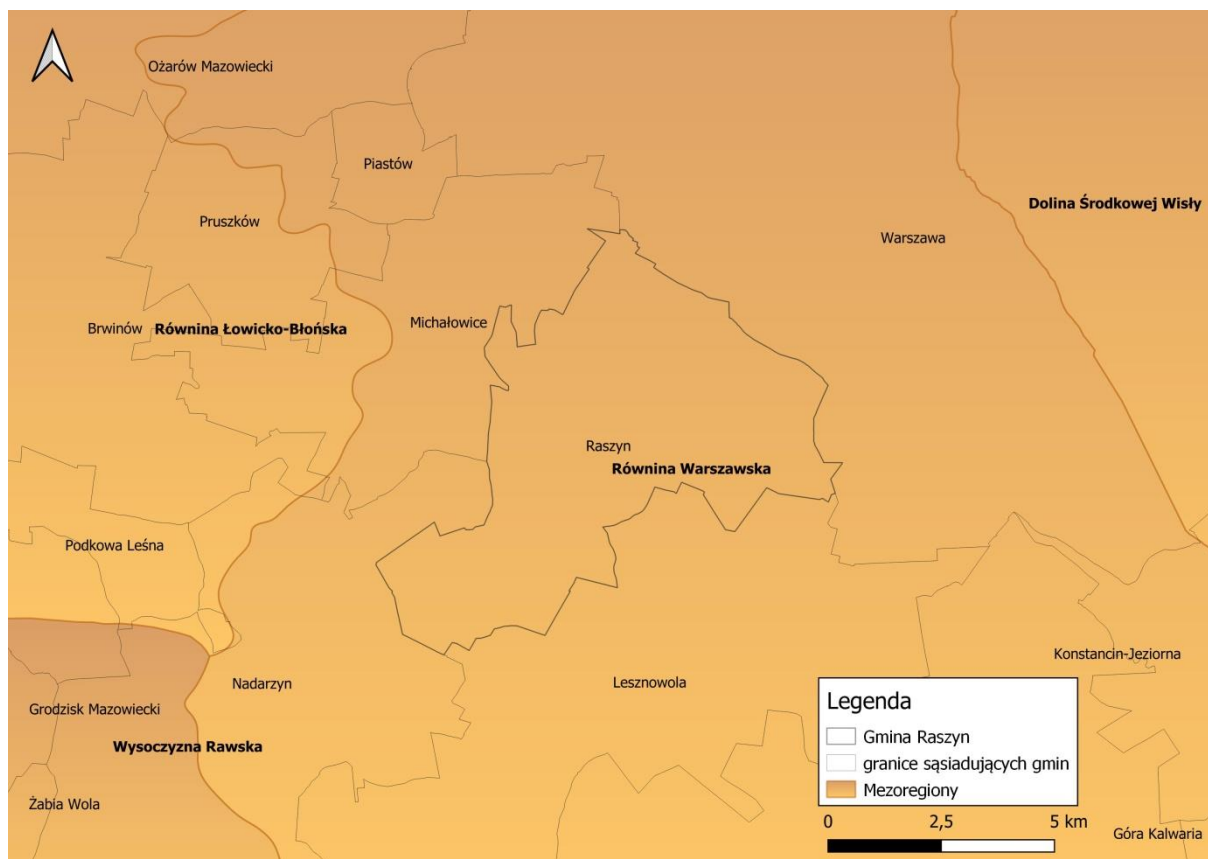 Ożarów Mazowiecki
Piastów
Dolina Środkowej Wisły
Pruszków
Warszawa
Michałowice
Brwinów
Równina Łowicko-Błońska
Raszyn
Równina Warszawska
Podkowa Leśna
Konstancin-Jeziorna
Nadarzyn
Lesznowola
Grodzisk Mazowiecki
Wysoczyzna Rawska
Żabia Wola
Legenda
Gmina Raszyn
granice sąsiadujących gmin
Mezoregiony
0 2,5 5 km
Góra Kalwaria